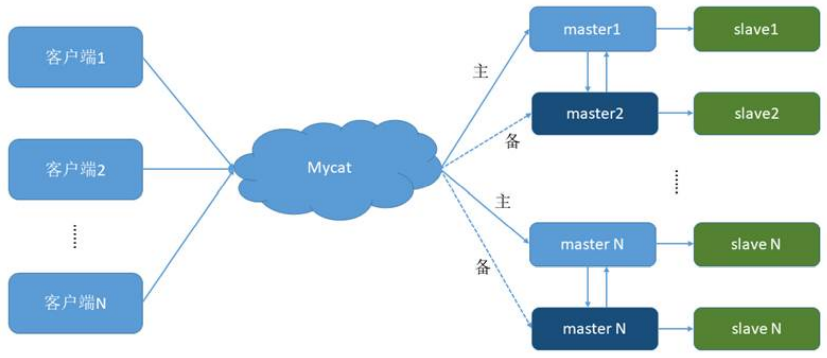 客户端1
客户端2
客户端N
Mycat
主
备
主
备
master1
slave1
master2
slave2
master N
slave N
master N
slave N